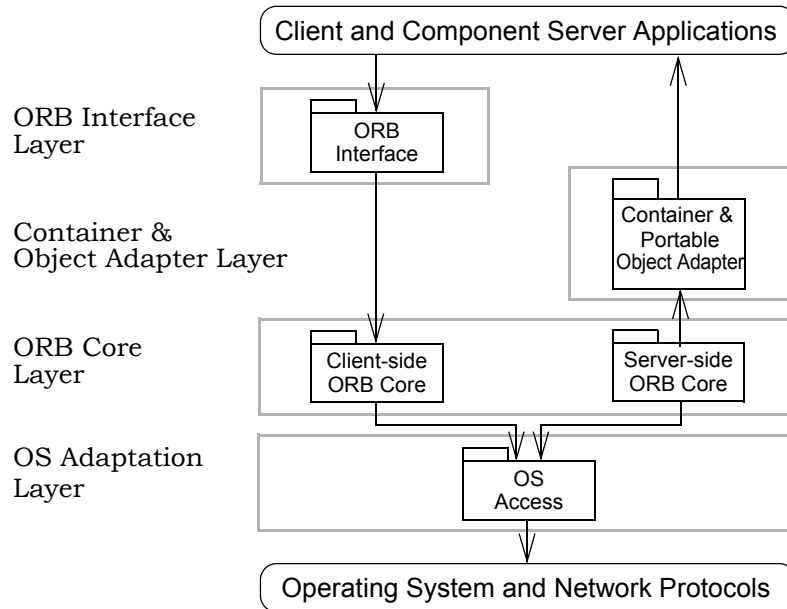 Client and Component Server Applications
ORB Interface
Layer
ORB
Interface
Container &
Object Adapter Layer
Container &
Portable
Object Adapter
ORB Core
Layer
Client-side
ORB Core
Server-side
ORB Core
OS Adaptation
Layer
OS
Access
Operating System and Network Protocols